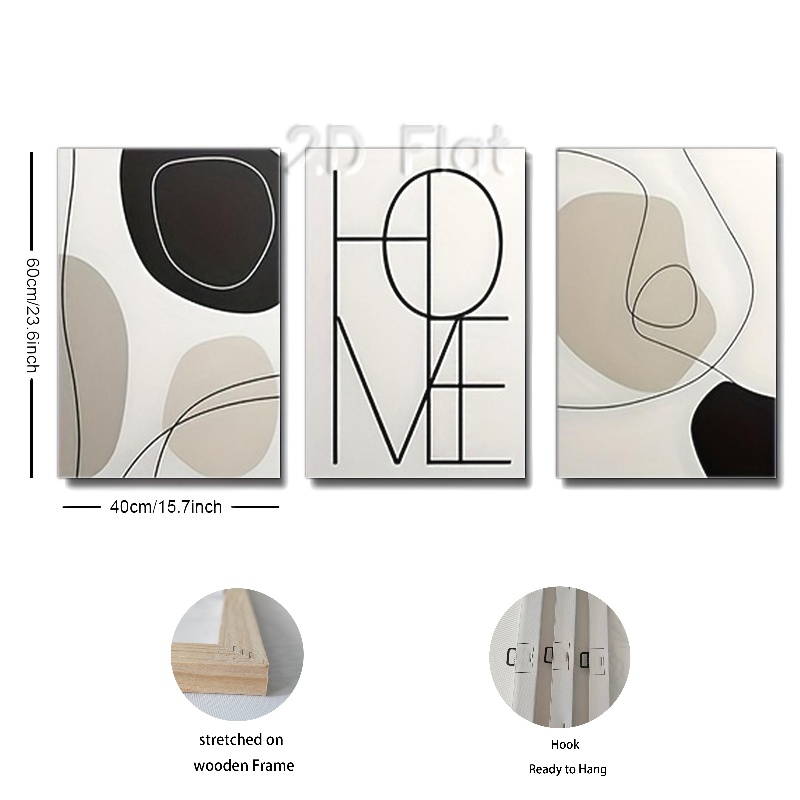 2D Flat
HOME
60cm/23.6inch
40cm/15.7inch
stretched on
wooden Frame
Hook
Ready to Hang